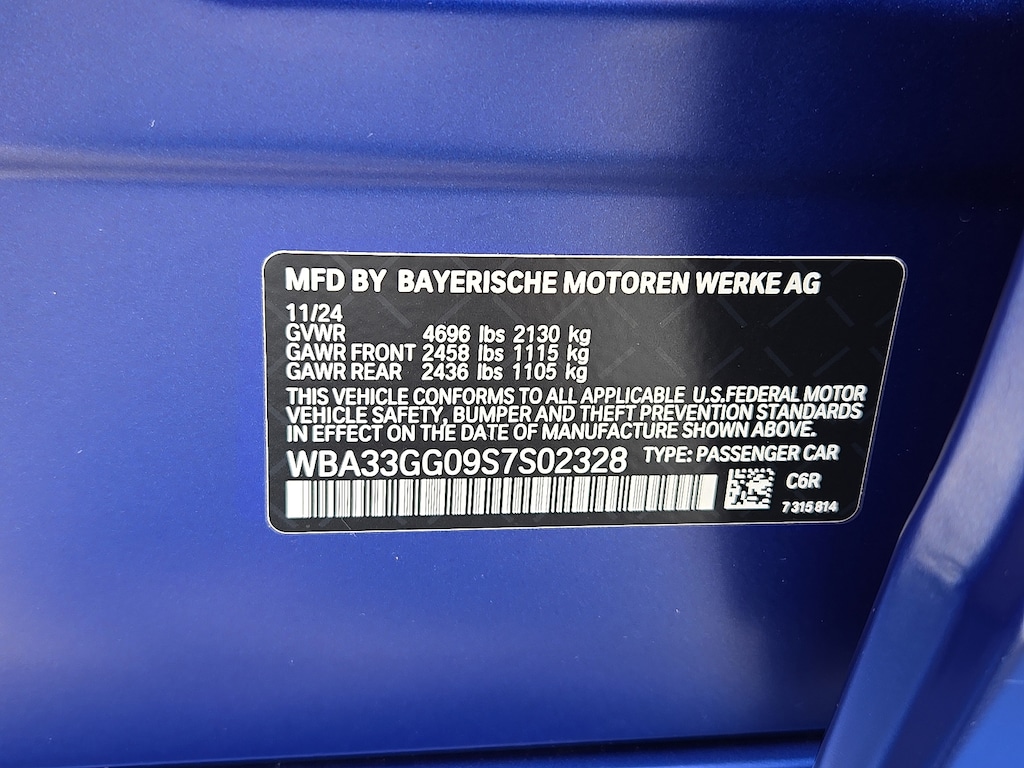 MFD BY BAYERISCHE MOTOREN WERKE AG
11/24
GVWR 4696 lbs 2130 kg
GAWR FRONT 2458 lbs 1115 kg
GAWR REAR 2436 lbs 1105 kg
THIS VEHICLE CONFORMS TO ALL APPLICABLE U.S.FEDERAL MOTOR
VEHICLE SAFETY, BUMPER AND THEFT PREVENTION STANDARDS
IN EFFECT ON THE DATE OF MANUFACTURE SHOWN ABOVE.
WBA33GG09S7S02328 TYPE: PASSENGER CAR
C6R
7 315 814